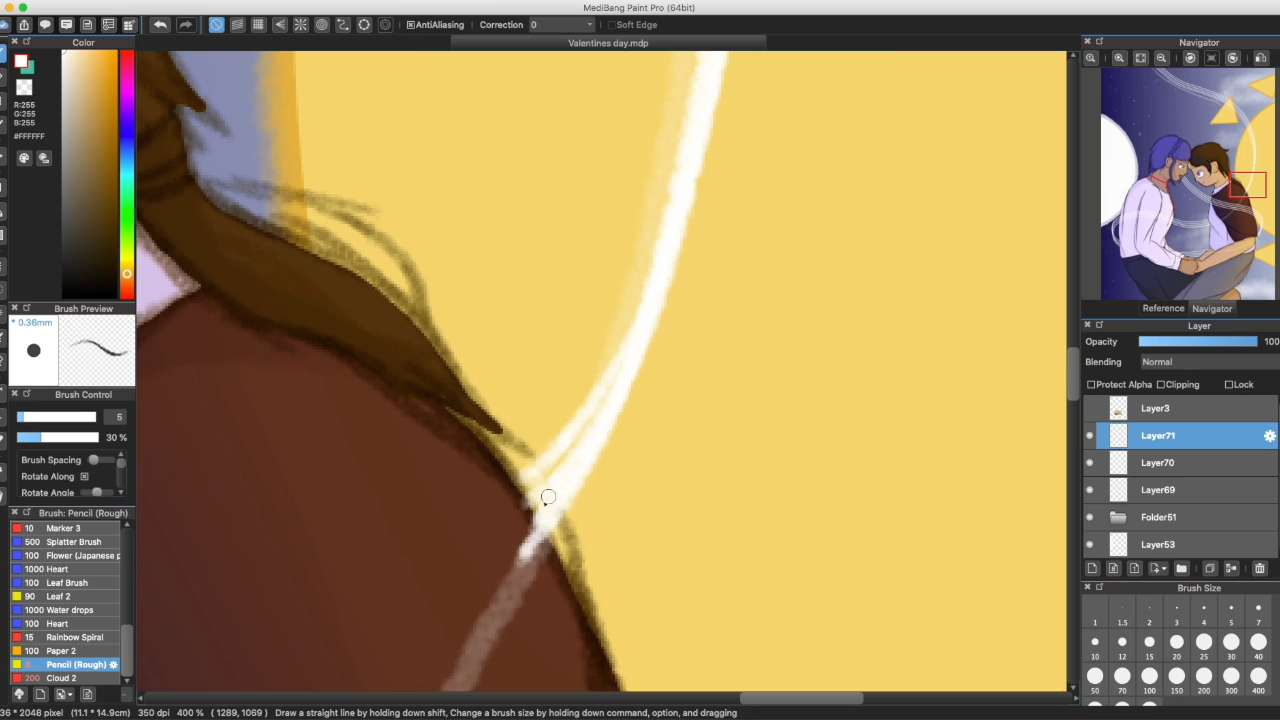 MediBang Paint Pro (64bit)
AntiAliasing Correction 0 Soft Edge
Color
Valentines day.mdp
Navigator
R:255
G:255
B:255
#FFFFFF
Brush Preview
* 0.36mm
Brush Control
5
30 %
Brush Spacing
Rotate Along
Rotate Angle
Brush: Pencil (Rough)
10 Marker 3
500 Splatter Brush
100 Flower (Japanese p
1000 Heart
100 Leaf Brush
90 Leaf 2
1000 Water drops
100 Heart
15 Rainbow Spiral
100 Paper 2
Pencil (Rough)
200 Cloud 2
Reference Navigator
Layer
Opacity 100
Blending Normal
Protect Alpha Clipping Lock
Layer3
Layer71
Layer70
Layer69
Folder51
Layer53
Brush Size
1 1.5 2 3 4 5 7
10 12 15 20 25 30 40
50 70 100 150 200 300 400
36 * 2048 pixel (11.1 * 14.9cm) 350 dpi 400 % ( 1289, 1069 ) Draw a straight line by holding down shift, Change a brush size by holding down command, option, and dragging